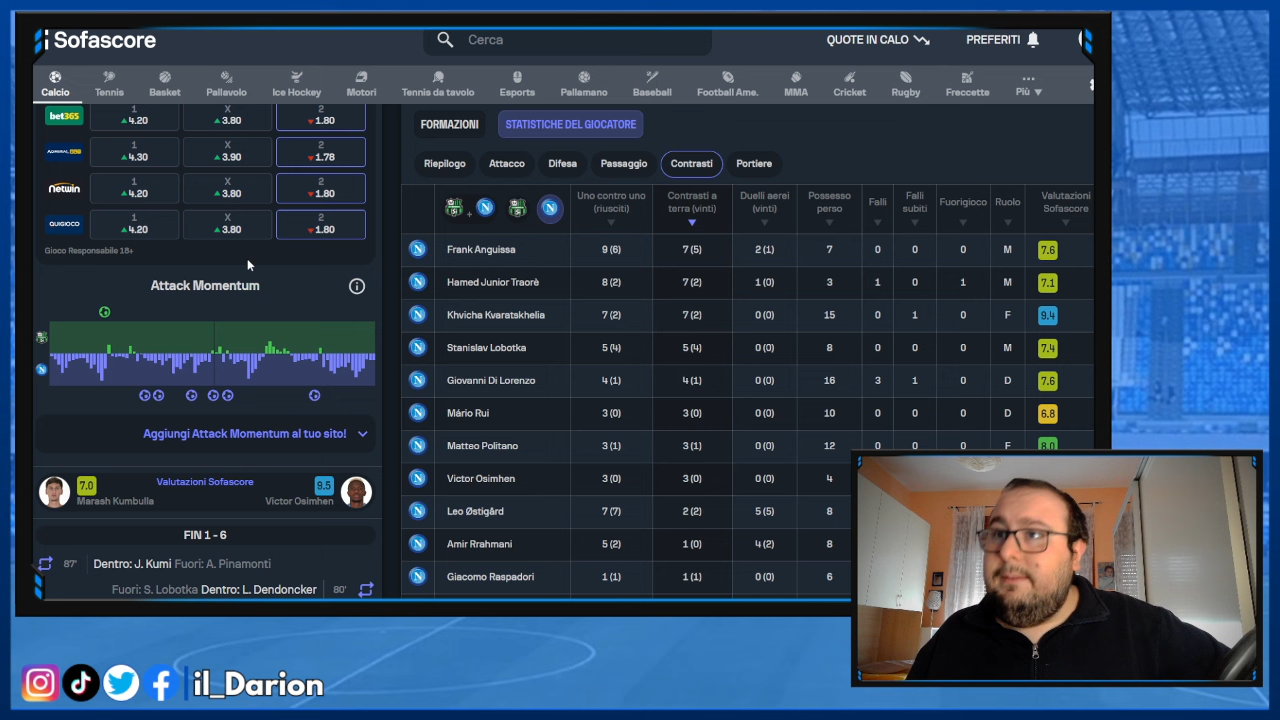 Sofascore
Cerca
QUOTE IN CALO
PREFERITI
Calcio
Tennis
Basket
Pallavolo
Ice Hockey
Motori
Tennis da tavolo
Esports
Pallamano
Baseball
Football Ame.
MMA
Cricket
Rugby
Freccette
Più
bet365
1
4.20
X
3.80
2
1.80
ADMIRAL BET
1
4.30
X
3.90
2
1.78
Netwin
1
4.20
X
3.80
2
1.80
QUIGIOCO
1
4.20
X
3.80
2
1.80
Gioco Responsabile 18+
Attack Momentum
Aggiungi Attack Momentum al tuo sito!
7.0
Marash Kumbulla
Valutazioni Sofascore
9.5
Victor Osimhen
FIN 1 - 6
87' Dentro: J. Kumi Fuori: A. Pinamonti
Fuori: S. Lobotka Dentro: L. Dendoncker 80'
FORMAZIONI
STATISTICHE DEL GIOCATORE
Riepilogo
Attacco
Difesa
Passaggio
Contrasti
Portiere
+
Uno contro uno (riusciti)
Contrasti a terra (vinti)
Duelli aerei (vinti)
Possesso perso
Falli
Falli subiti
Fuorigioco
Ruolo
Valutazioni Sofascore
Frank Anguissa 9 (6) 7 (5) 2 (1) 7 0 0 0 M 7.6
Hamed Junior Traorè 8 (2) 7 (2) 1 (0) 3 1 0 1 M 7.1
Khvicha Kvaratskhelia 7 (2) 7 (2) 0 (0) 15 0 1 0 F 9.4
Stanislav Lobotka 5 (4) 5 (4) 0 (0) 8 0 0 0 M 7.4
Giovanni Di Lorenzo 4 (1) 4 (1) 0 (0) 16 3 1 0 D 7.6
Mário Rui 3 (0) 3 (0) 0 (0) 10 0 0 0 D 6.8
Matteo Politano 3 (1) 3 (1) 0 (0) 12 0 0 0 F 8.0
Victor Osimhen 3 (0) 3 (0) 0 (0) 4
Leo Østigård 7 (7) 2 (2) 5 (5) 8
Amir Rrahmani 5 (2) 1 (0) 4 (2) 8
Giacomo Raspadori 1 (1) 1 (1) 0 (0) 6
il_Darion